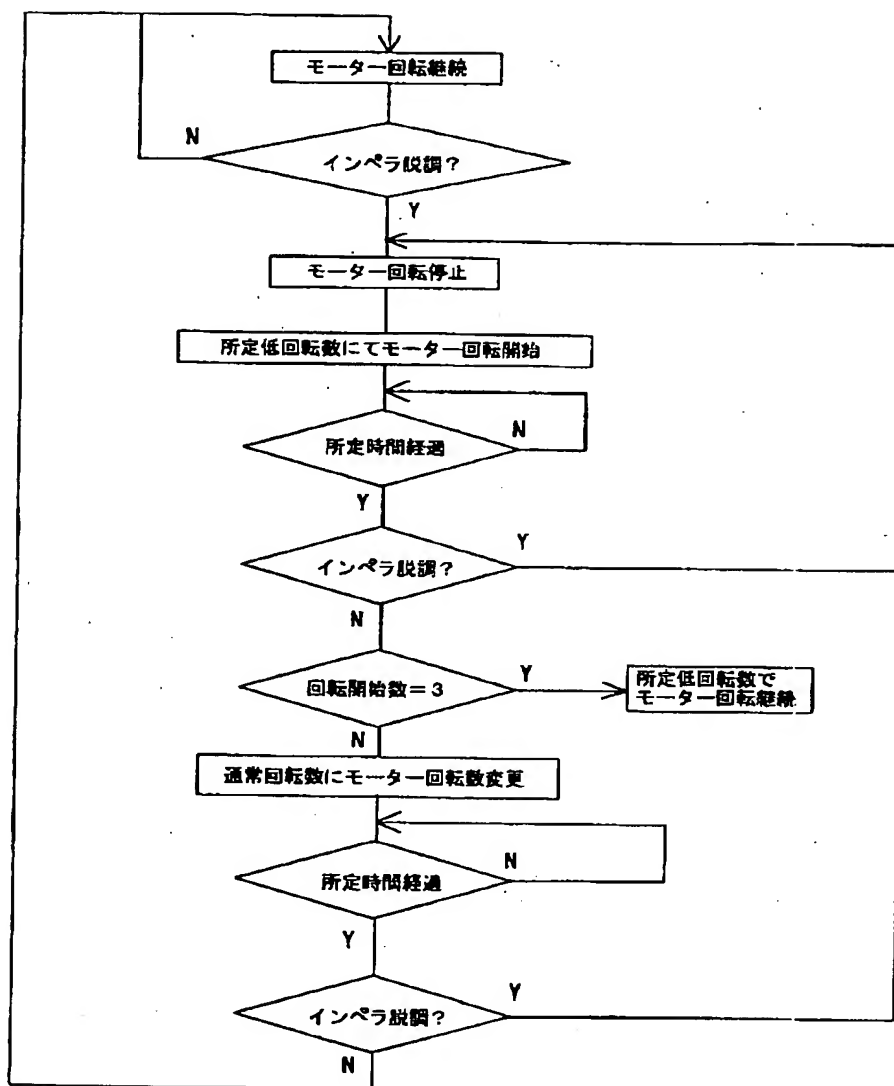 モーター回転継続
N
インペラ脱調？
Y
モーター回転停止
所定低回転数にてモーター回転開始
所定時間経過
N
Y
インペラ脱調？
Y
N
回転開始数＝３
Y
所定低回転数で
モーター回転継続
N
通常回転数にモーター回転数変更
所定時間経過
N
Y
インペラ脱調？
Y
N